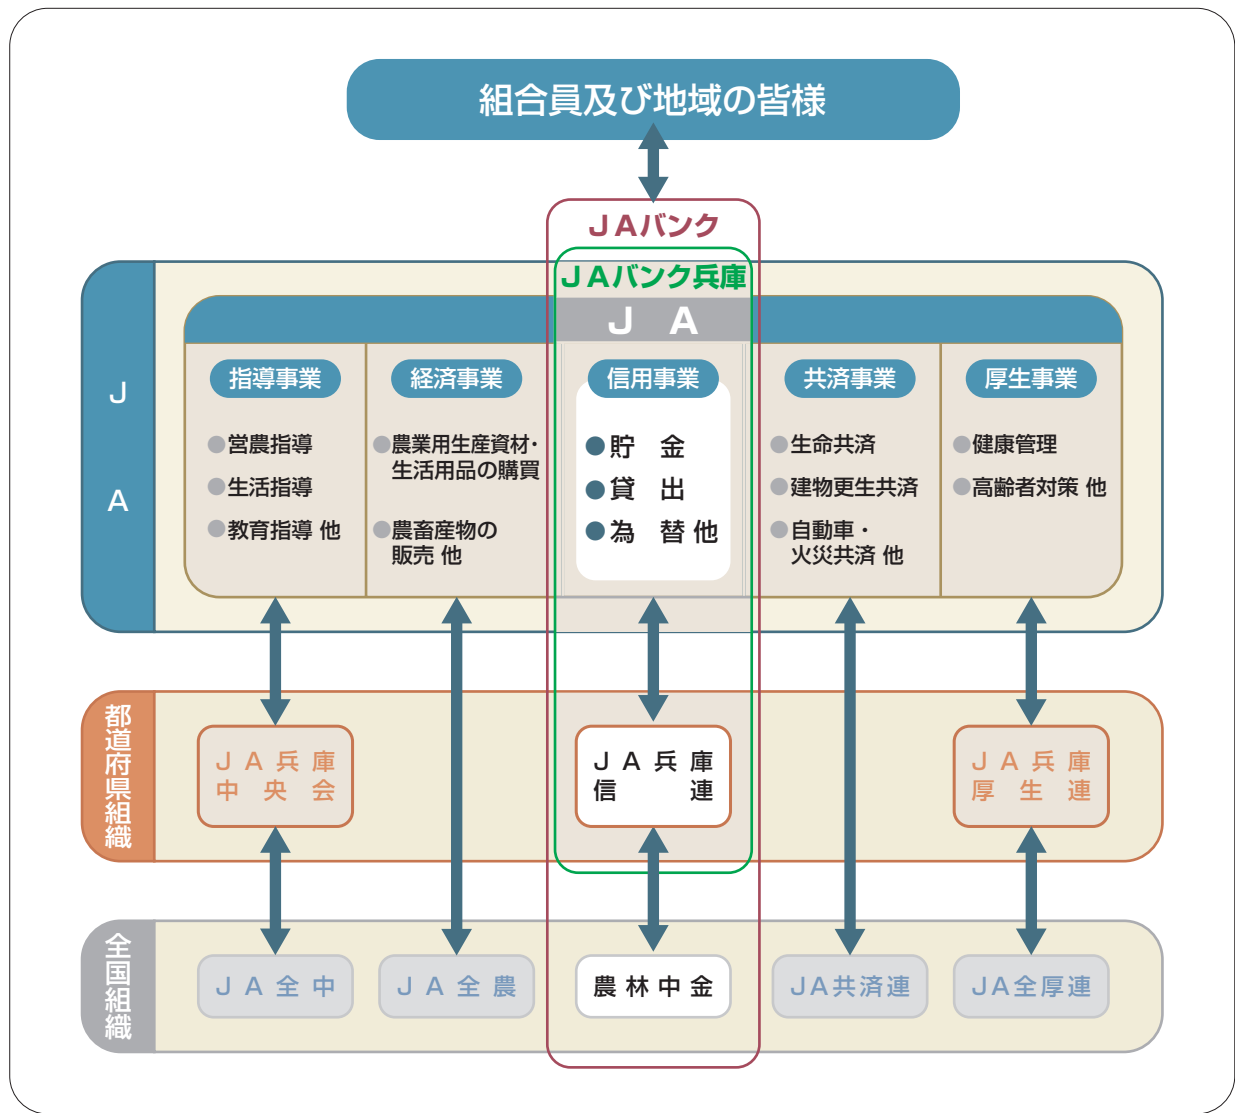 組合員及び地域の皆様
JAバンク
JAバンク兵庫
J A
J
A
指導事業
●営農指導
●生活指導
●教育指導 他
経済事業
●農業用生産資材・
生活用品の購買
●農畜産物の
販売 他
信用事業
●貯 金
●貸 出
●為 替 他
共済事業
●生命共済
●建物更生共済
●自動車・
火災共済 他
厚生事業
●健康管理
●高齢者対策 他
都道府県組織
JA兵庫
中央会
JA兵庫
信 連
JA兵庫
厚生連
全国組織
JA全中
JA全農
農林中金
JA共済連
JA全厚連